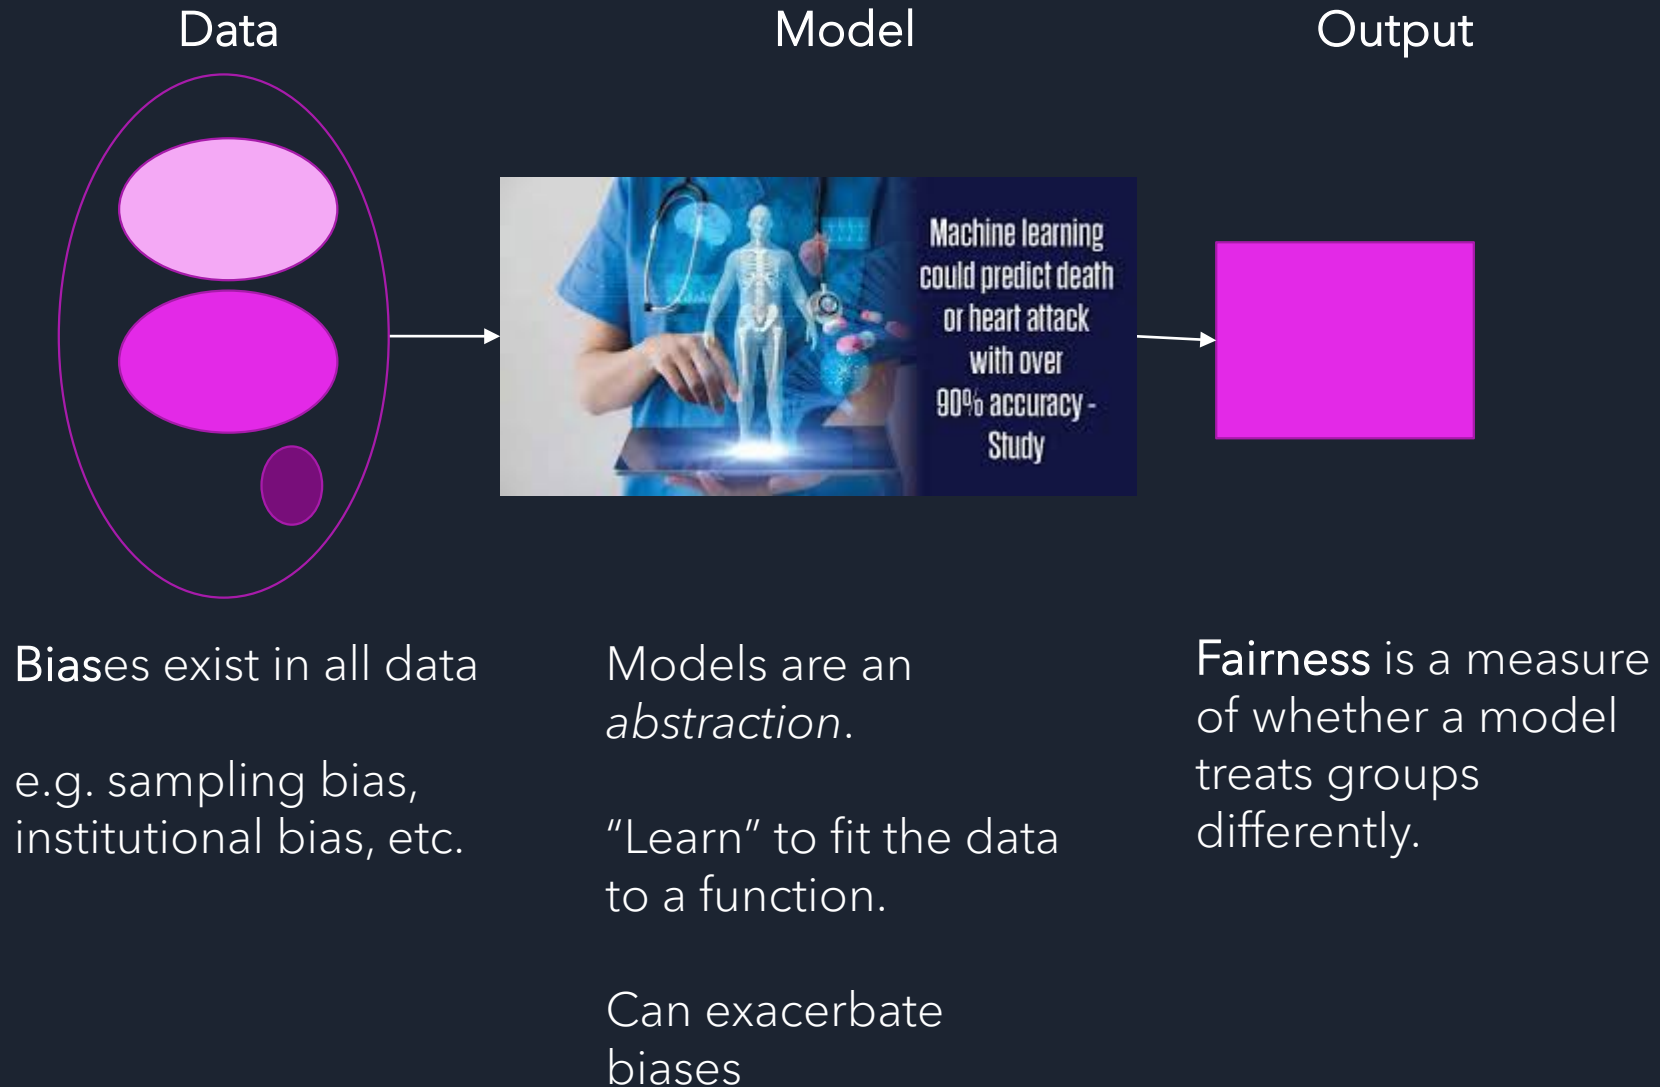 Data
Model
Output
Machine learning
could predict death
or heart attack
with over
90% accuracy -
Study
Biases exist in all data
e.g. sampling bias,
institutional bias, etc.
Models are an
abstraction.
“Learn” to fit the data
to a function.
Can exacerbate
biases
Fairness is a measure
of whether a model
treats groups
differently.